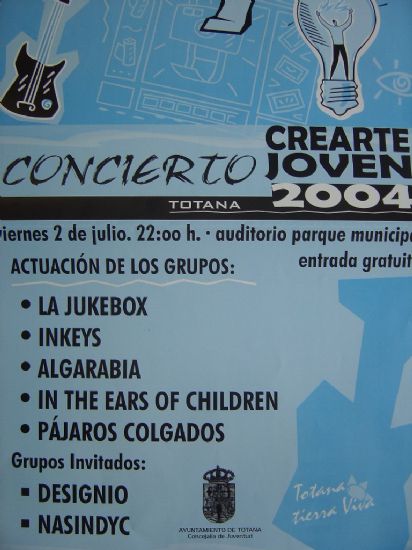 CONCIERTO
CREARTE
JOVEN
TOTANA
2004
viernes 2 de julio. 22:00 h. · auditorio parque municipa
entrada gratuit
ACTUACIÓN DE LOS GRUPOS:
• LA JUKEBOX
• INKEYS
• ALGARABIA
• IN THE EARS OF CHILDREN
• PÁJAROS COLGADOS
Grupos Invitados:
▪ DESIGNIO
▪ NASINDYC
AYUNTAMIENTO DE TOTANA
Concejalía de Juventud
Totana
tierra Viva